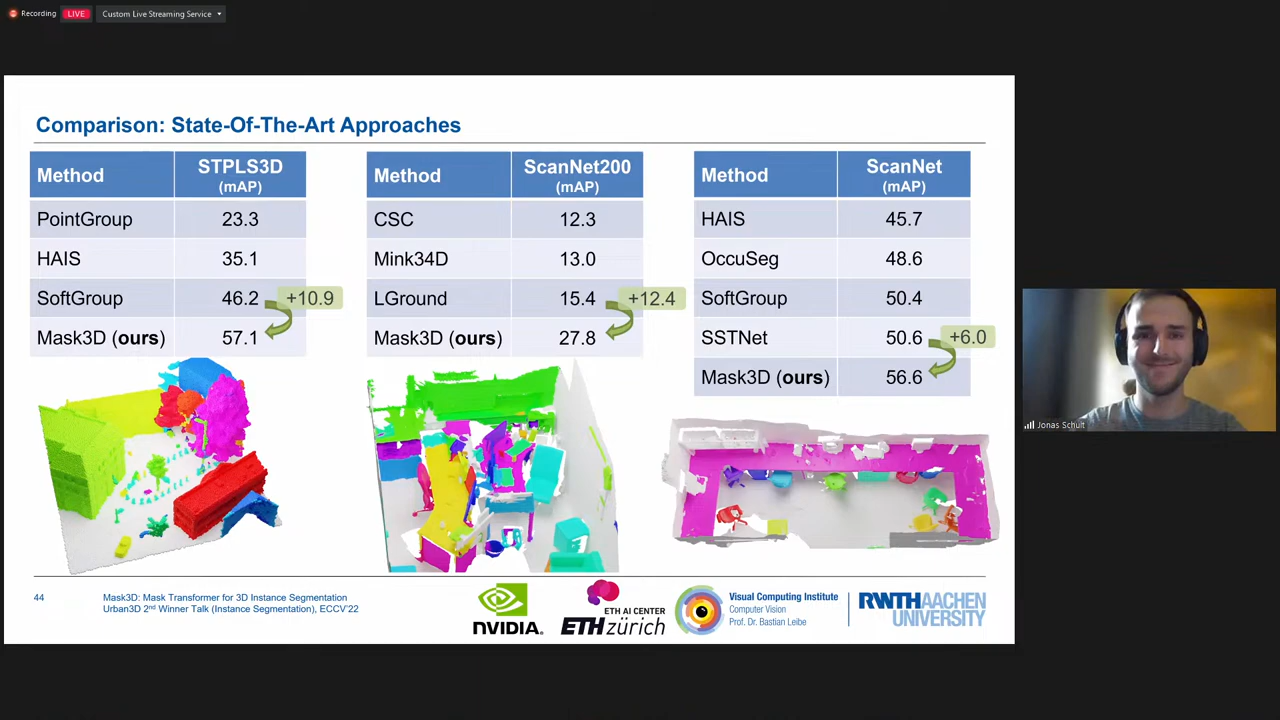 Recording
LIVE
Custom Live Streaming Service
Comparison: State-Of-The-Art Approaches
Method STPLS3D (mAP)
PointGroup 23.3
HAIS 35.1
SoftGroup 46.2
+10.9
Mask3D (ours) 57.1
Method ScanNet200 (mAP)
CSC 12.3
Mink34D 13.0
LGround 15.4
+12.4
Mask3D (ours) 27.8
Method ScanNet (mAP)
HAIS 45.7
OccuSeg 48.6
SoftGroup 50.4
SSTNet 50.6
+6.0
Mask3D (ours) 56.6
Jonas Schult
44
Mask3D: Mask Transformer for 3D Instance Segmentation
Urban3D 2nd Winner Talk (Instance Segmentation), ECCV'22
NVIDIA.
ETH AI CENTER
ETH zürich
Visual Computing Institute
Computer Vision
Prof. Dr. Bastian Leibe
RWTH AACHEN
UNIVERSITY